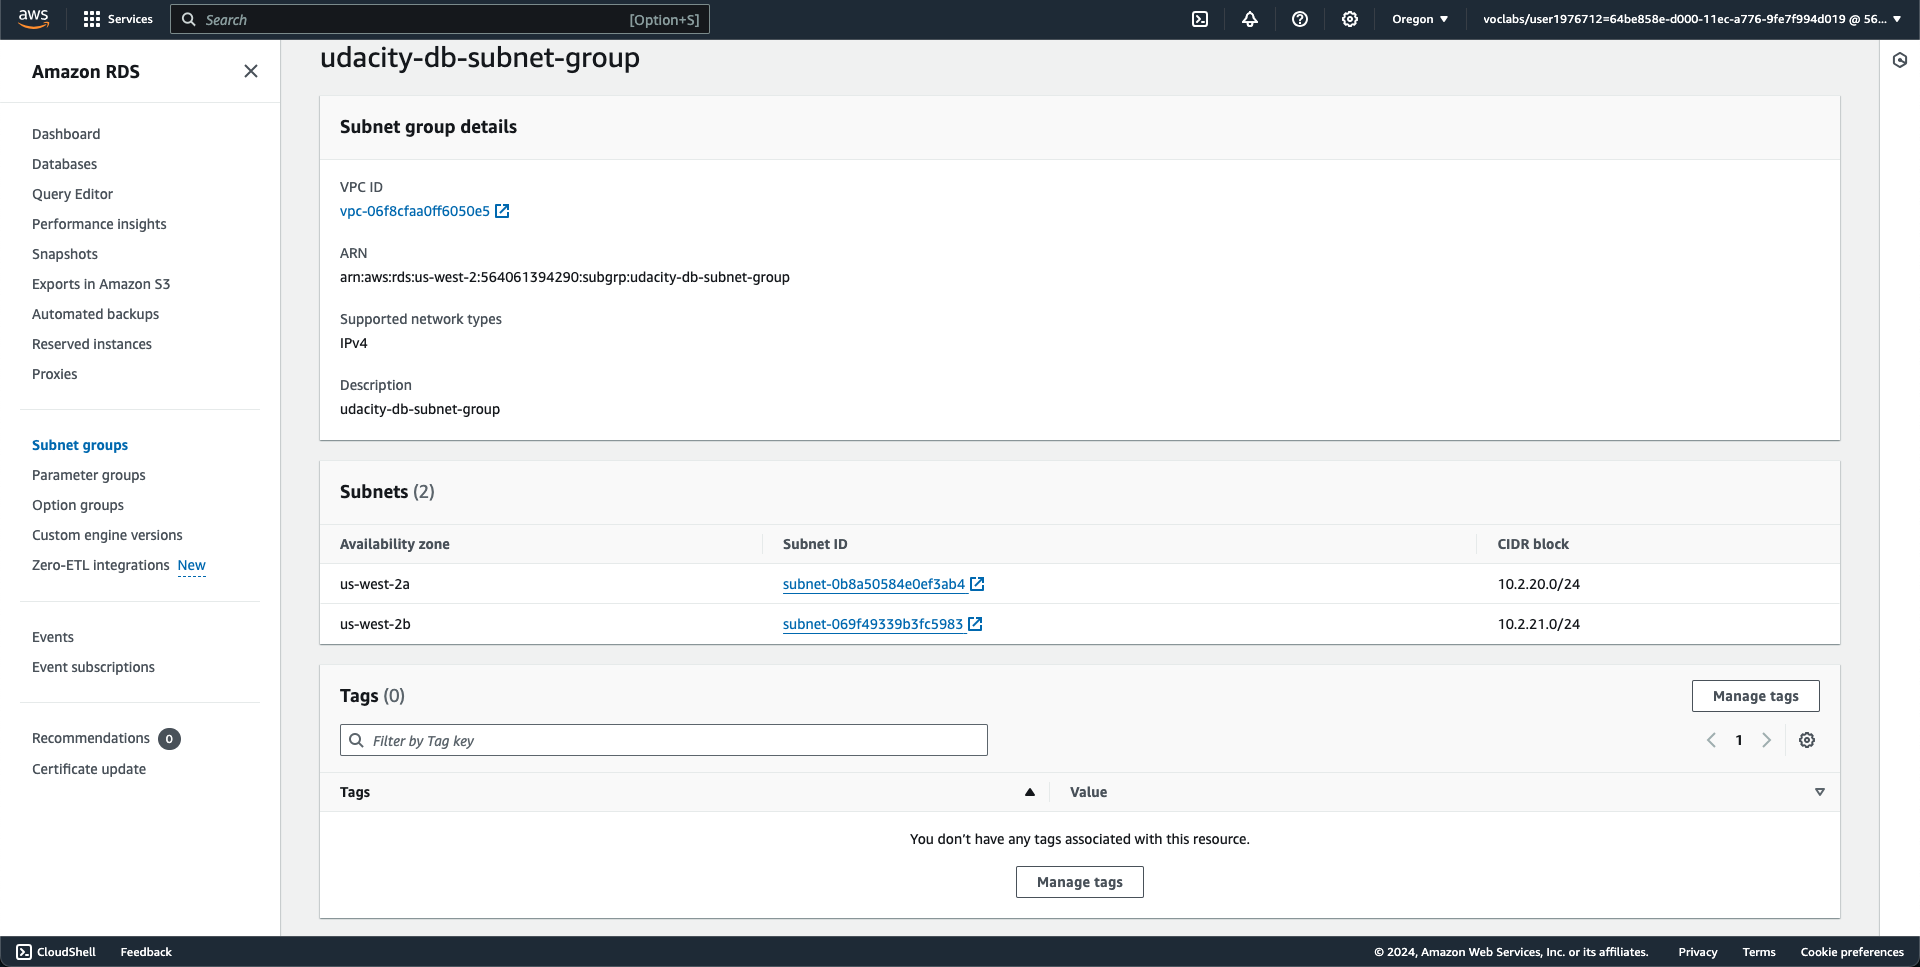 aws
Services
Search
[Option+S]
Oregon
voclabs/user1976712=64be858e-d000-11ec-a776-9fe7f994d019 @ 56...
Amazon RDS
Dashboard
Databases
Query Editor
Performance insights
Snapshots
Exports in Amazon S3
Automated backups
Reserved instances
Proxies
Subnet groups
Parameter groups
Option groups
Custom engine versions
Zero-ETL integrations New
Events
Event subscriptions
Recommendations 0
Certificate update
udacity-db-subnet-group
Subnet group details
VPC ID
vpc-06f8cfaa0ff6050e5
ARN
arn:aws:rds:us-west-2:564061394290:subgrp:udacity-db-subnet-group
Supported network types
IPv4
Description
udacity-db-subnet-group
Subnets (2)
Availability zone Subnet ID CIDR block
us-west-2a subnet-0b8a50584e0ef3ab4 10.2.20.0/24
us-west-2b subnet-069f49339b3fc5983 10.2.21.0/24
Tags (0)
Manage tags
Filter by Tag key
1
Tags Value
You don't have any tags associated with this resource.
Manage tags
CloudShell Feedback
© 2024, Amazon Web Services, Inc. or its affiliates. Privacy Terms Cookie preferences